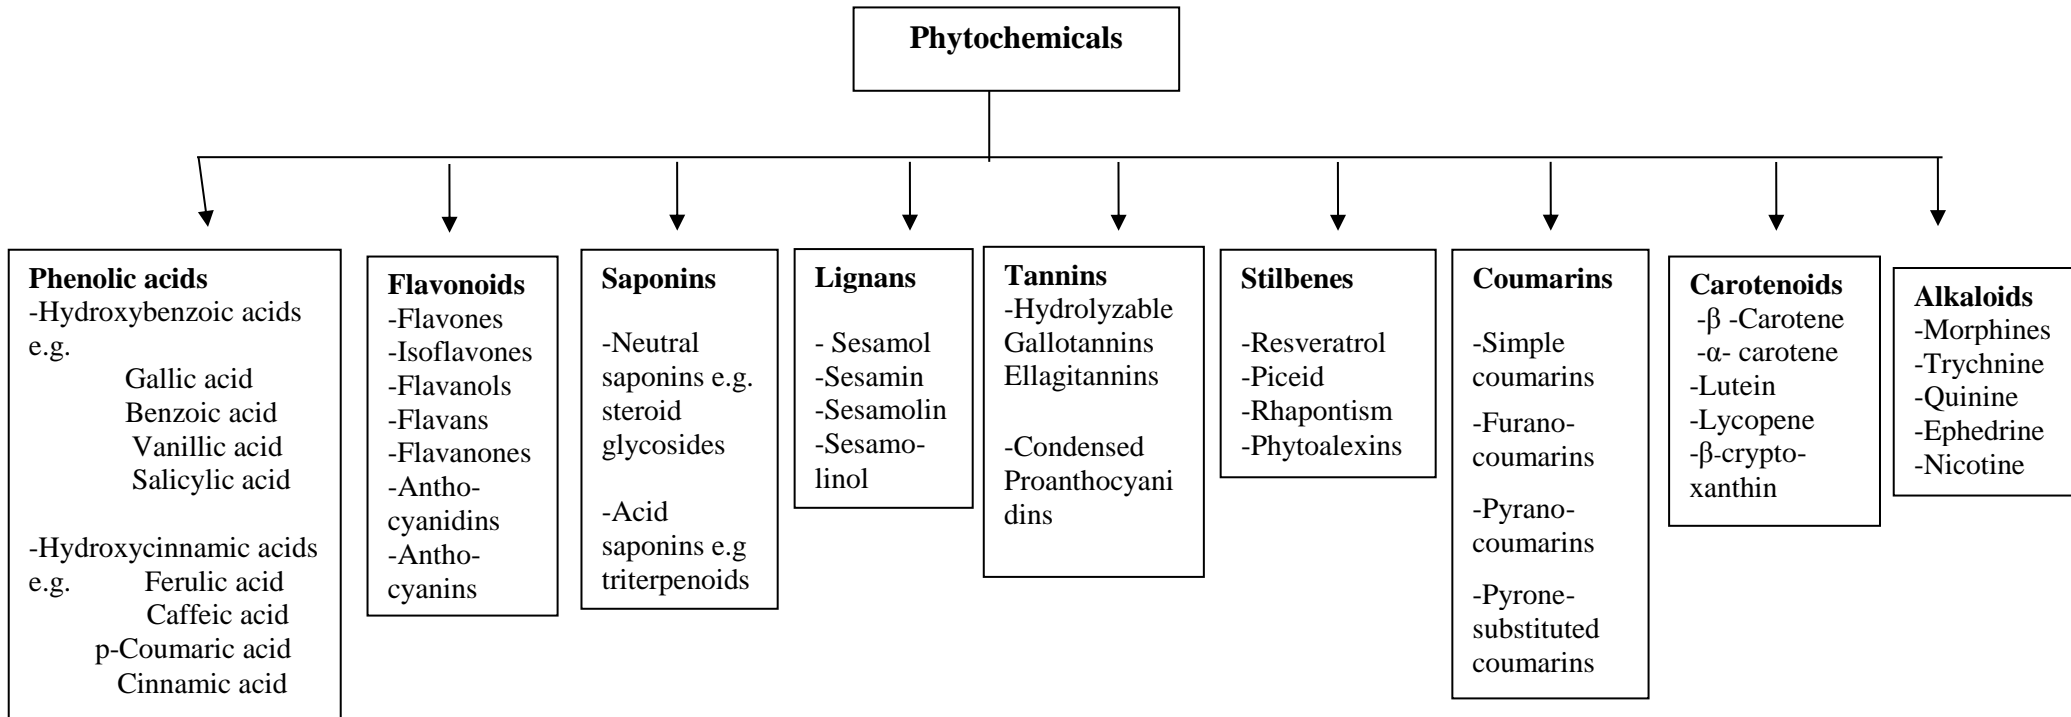 Phytochemicals
Phenolic acids
-Hydroxybenzoic acids
e.g.
Gallic acid
Benzoic acid
Vanillic acid
Salicylic acid
-Hydroxycinnamic acids
e.g. Ferulic acid
Caffeic acid
p-Coumaric acid
Cinnamic acid
Flavonoids
-Flavones
-Isoflavones
-Flavanols
-Flavans
-Flavanones
-Antho-
cyanidins
-Antho-
cyanins
Saponins
-Neutral
saponins e.g.
steroid
glycosides
-Acid
saponins e.g
triterpenoids
Lignans
- Sesamol
-Sesamin
-Sesamolin
-Sesamo-
linol
Tannins
-Hydrolyzable
Gallotannins
Ellagitannins
-Condensed
Proanthocyani
dins
Stilbenes
-Resveratrol
-Piceid
-Rhapontism
-Phytoalexins
Coumarins
-Simple
coumarins
-Furano-
coumarins
-Pyrano-
coumarins
-Pyrone-
substituted
coumarins
Carotenoids
-β -Carotene
-α- carotene
-Lutein
-Lycopene
-β-crypto-
xanthin
Alkaloids
-Morphines
-Trychnine
-Quinine
-Ephedrine
-Nicotine